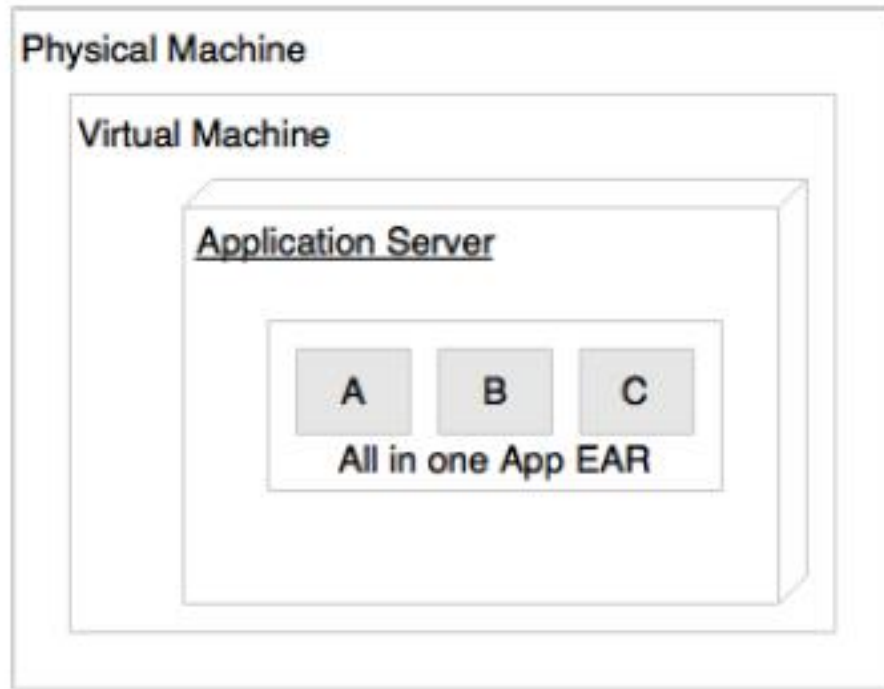 Physical Machine
Virtual Machine
Application Server
A B C
All in one App EAR